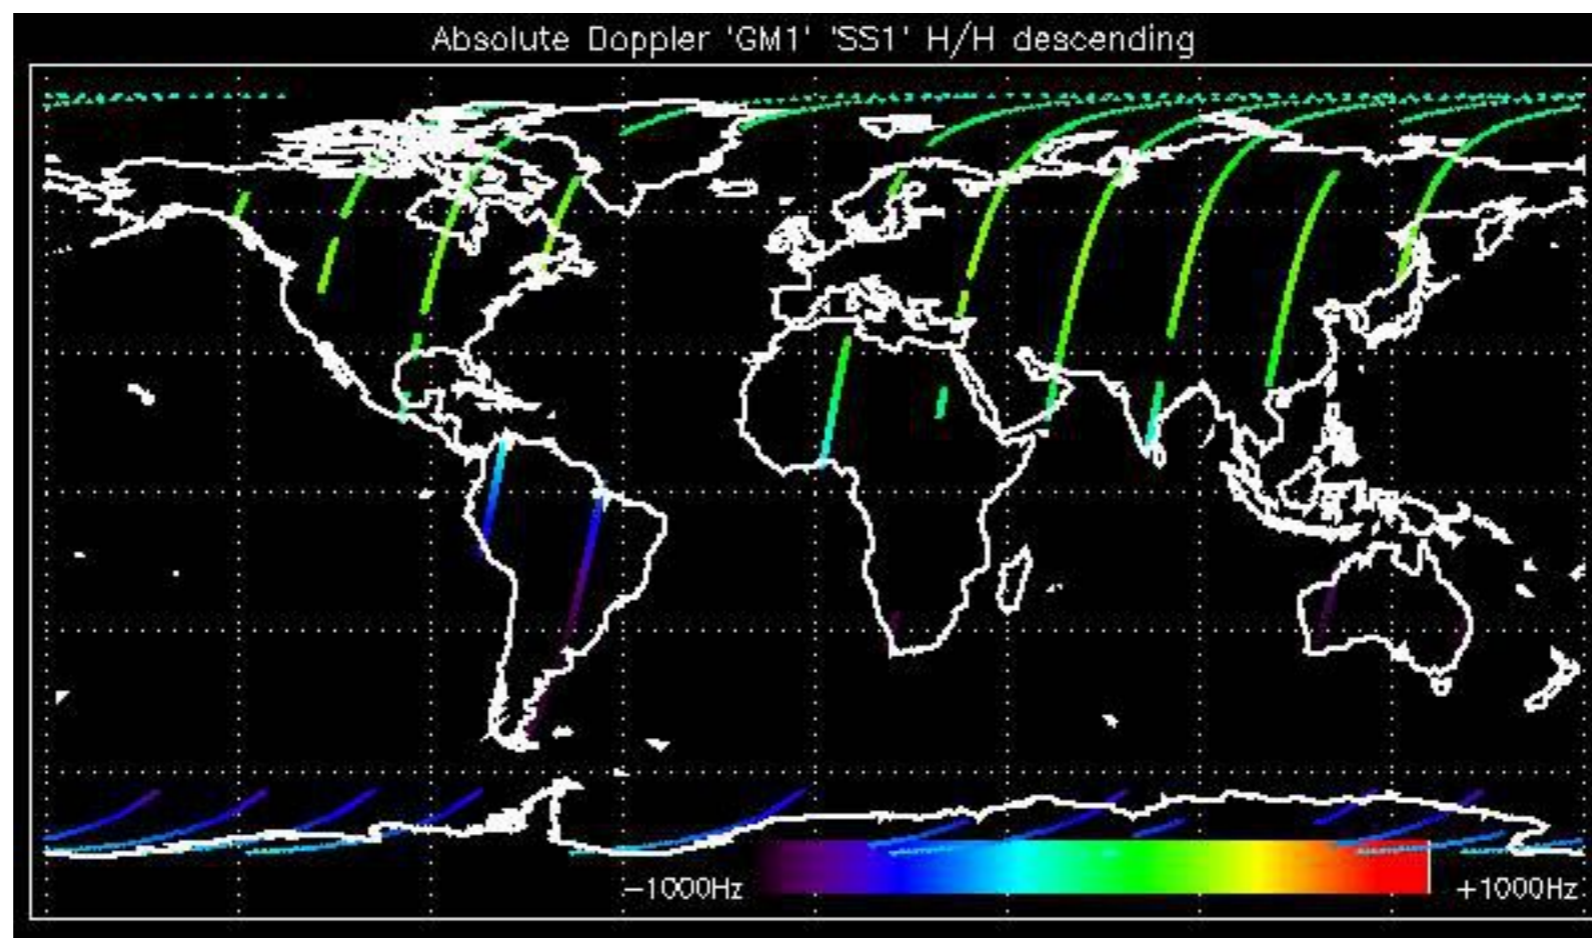 Absolute Doppler 'GM1' 'SS1' H/H descending
−1000Hz +1000Hz